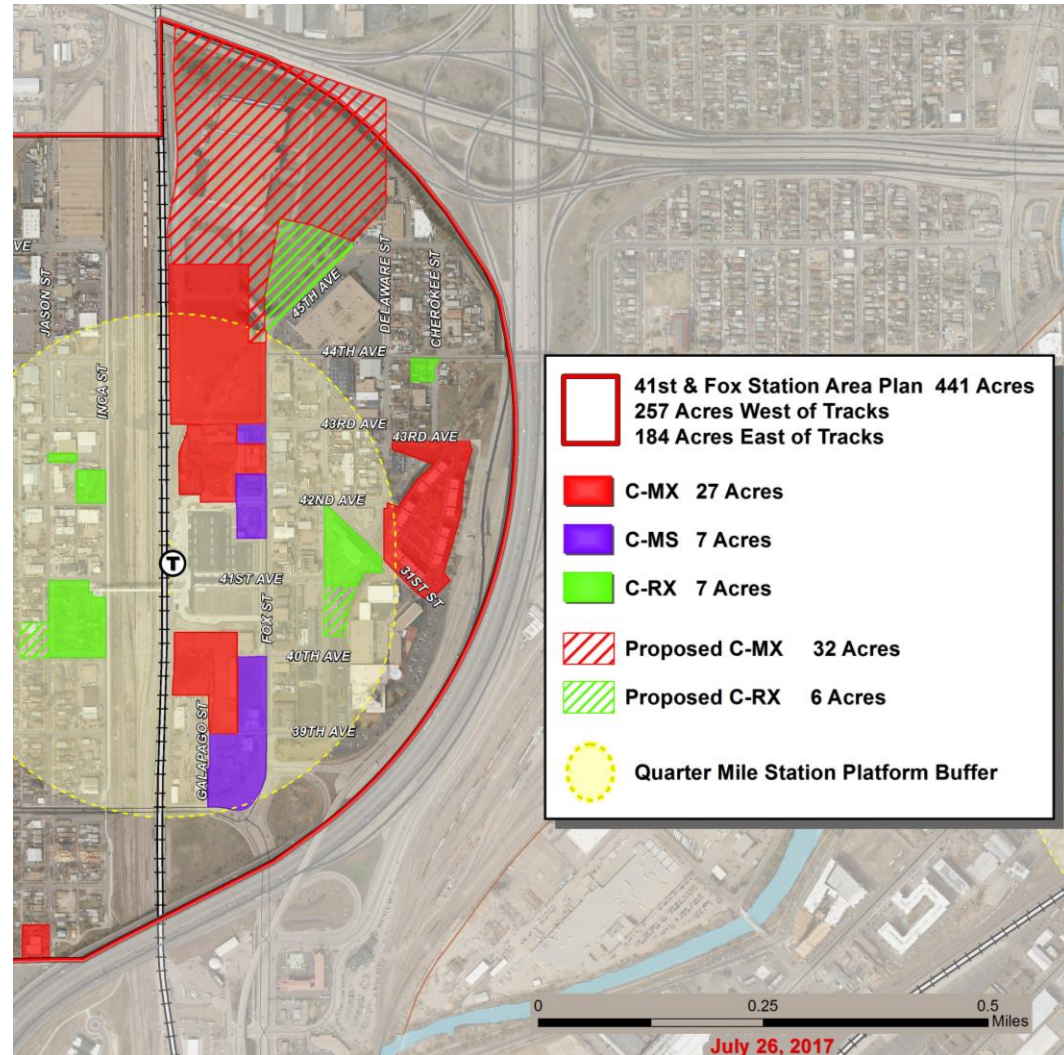 VE
JASON ST
INCA ST
45TH AVE
DELAWARE ST
CHEROKEE ST
44TH AVE
43RD AVE
43RD AVE
42ND AVE
T
41ST AVE
31ST ST
FOX ST
40TH AVE
GALAPAGO ST
39TH AVE
41st & Fox Station Area Plan 441 Acres
257 Acres West of Tracks
184 Acres East of Tracks
C-MX 27 Acres
C-MS 7 Acres
C-RX 7 Acres
Proposed C-MX 32 Acres
Proposed C-RX 6 Acres
Quarter Mile Station Platform Buffer
0 0.25 0.5
Miles
July 26, 2017